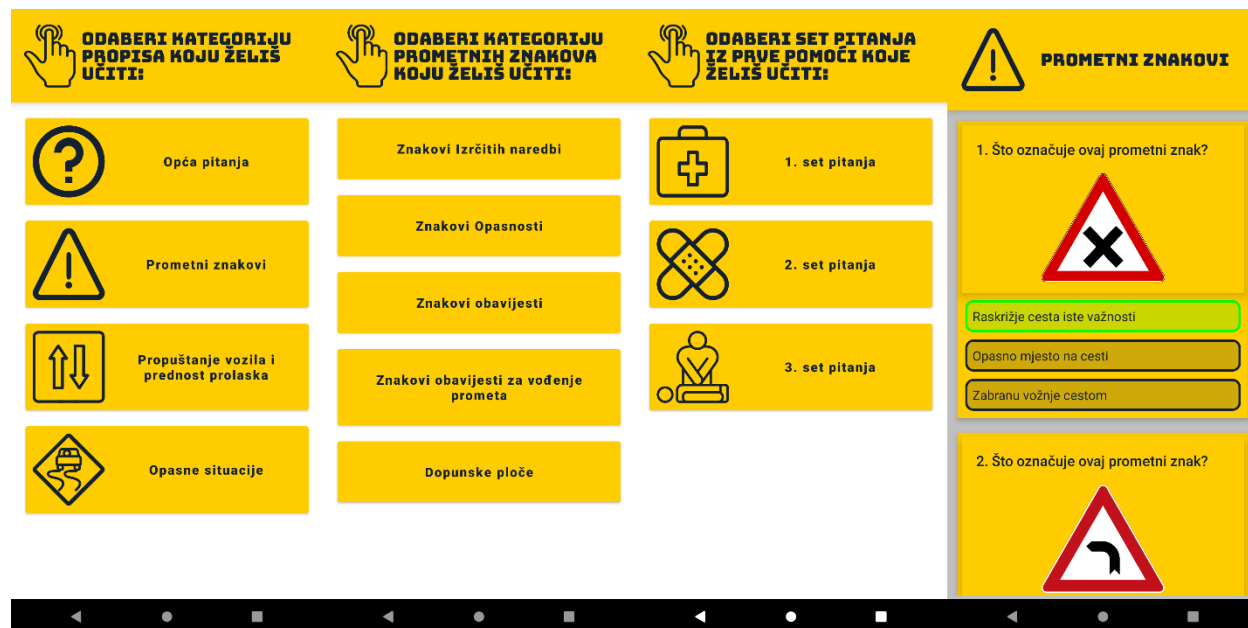 ODABERI KATEGORIJU
PROPISA KOJU ŽELIŠ
UČITI:
Opća pitanja
Prometni znakovi
Propuštanje vozila i
prednost prolaska
Opasne situacije
ODABERI KATEGORIJU
PROMETNIH ZNAKOVA
KOJU ŽELIŠ UČITI:
Znakovi Izrčitih naredbi
Znakovi Opasnosti
Znakovi obavijesti
Znakovi obavijesti za vođenje
prometa
Dopunske ploče
ODABERI SET PITANJA
IZ PRVE POMOĆI KOJE
ŽELIŠ UČITI:
1. set pitanja
2. set pitanja
3. set pitanja
PROMETNI ZNAKOVI
1. Što označuje ovaj prometni znak?
Raskrižje cesta iste važnosti
Opasno mjesto na cesti
Zabranu vožnje cestom
2. Što označuje ovaj prometni znak?